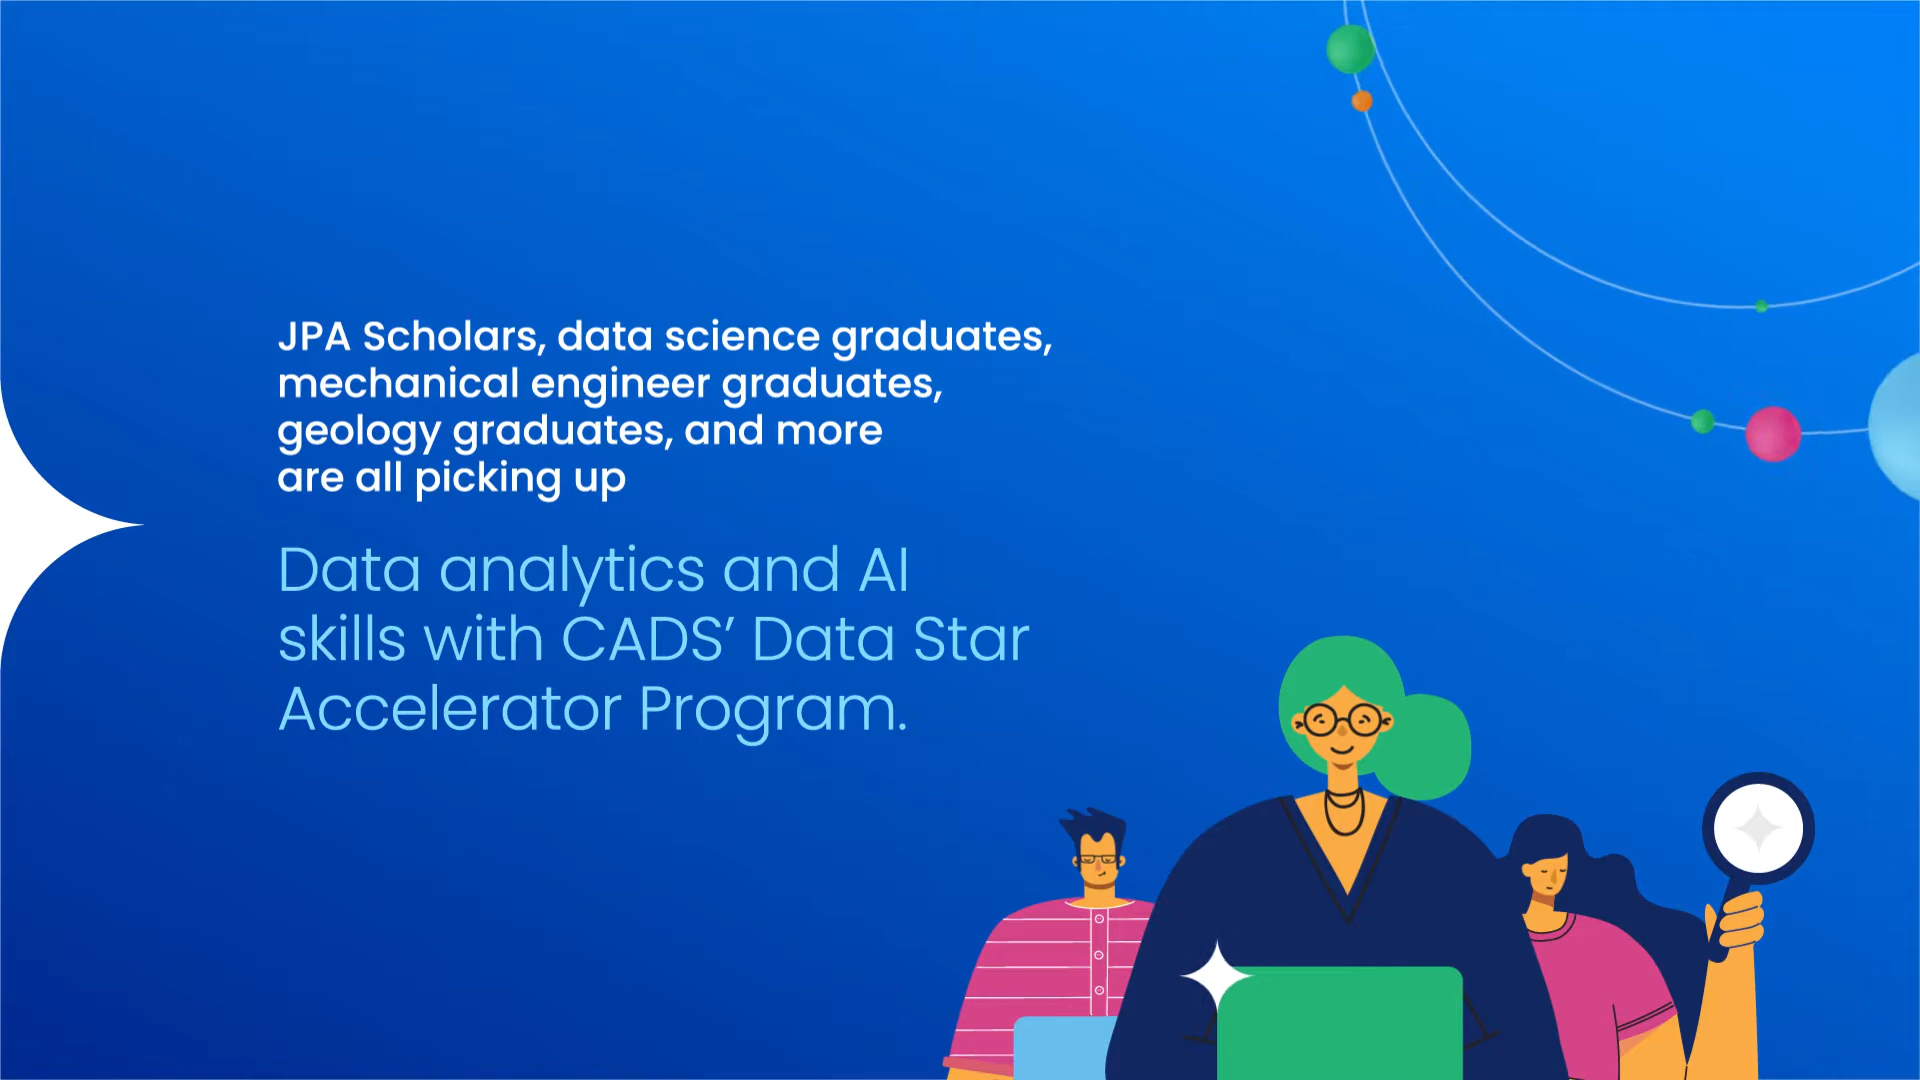 JPA Scholars, data science graduates,
mechanical engineer graduates,
geology graduates, and more
are all picking up
Data analytics and AI
skills with CADS’ Data Star
Accelerator Program.